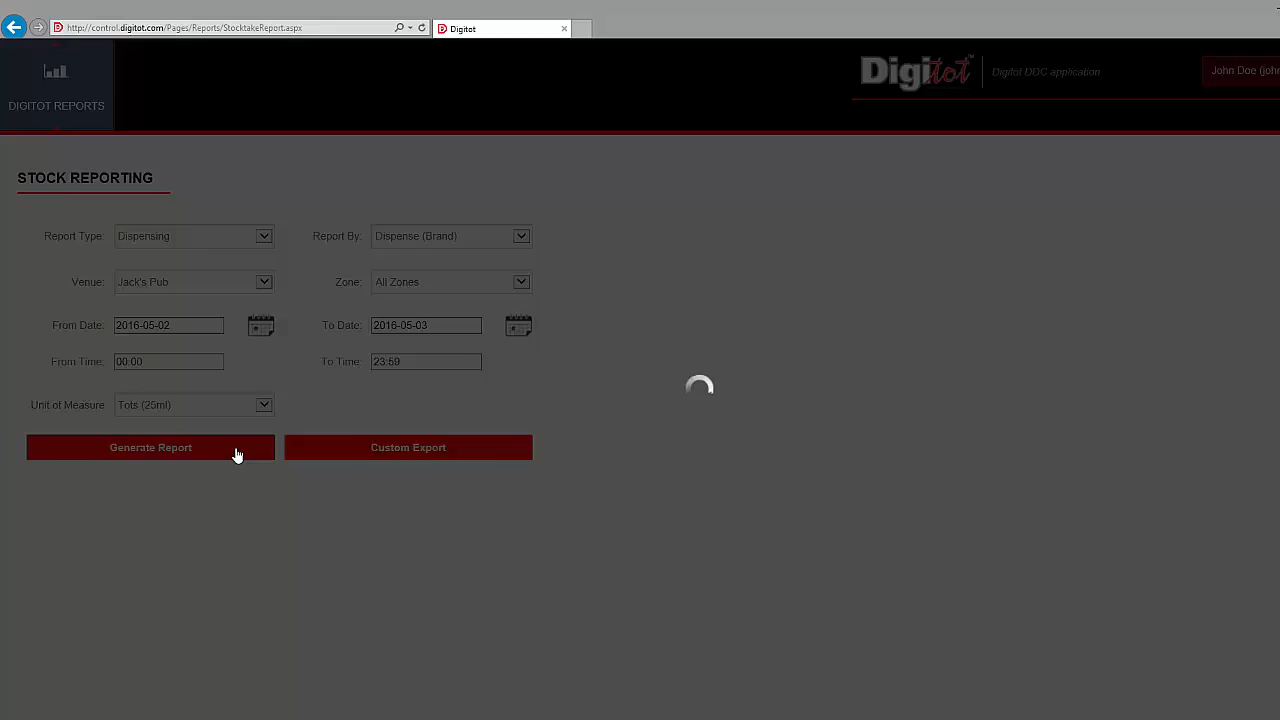 http://control.digitot.com/Pages/Reports/StocktakeReport.aspx
Digitot
DIGITOT REPORTS
Digitot™
Digitot DDC application
John Doe (john
STOCK REPORTING
Report Type: Dispensing
Report By: Dispense (Brand)
Venue: Jack's Pub
Zone: All Zones
From Date: 2016-05-02
To Date: 2016-05-03
From Time: 00:00
To Time: 23:59
Unit of Measure Tots (25ml)
Generate Report
Custom Export